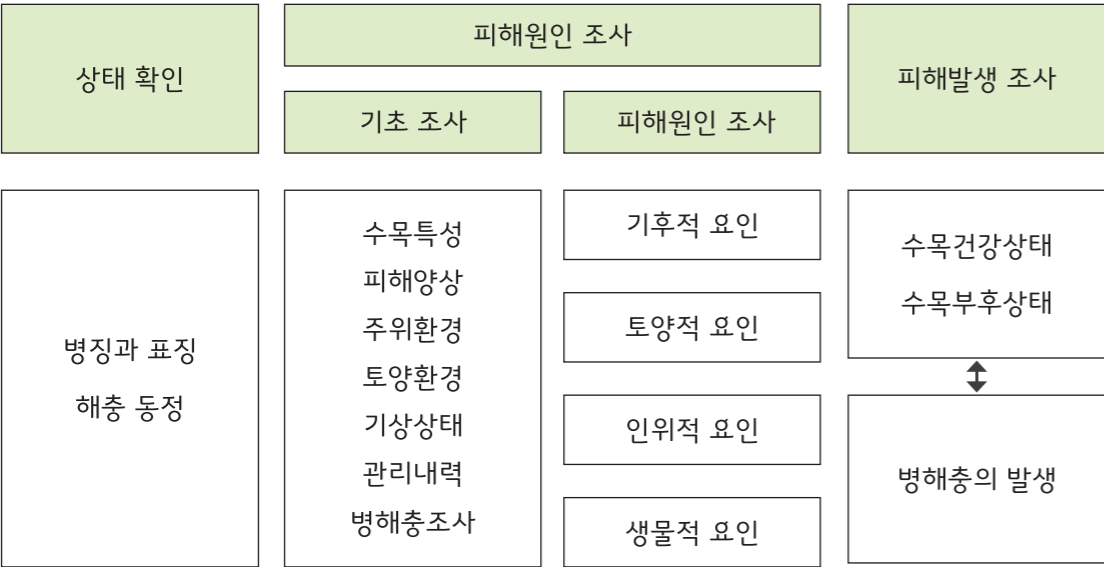 상태 확인
피해원인 조사
기초 조사
피해원인 조사
피해발생 조사
병징과 표징
해충 동정
수목특성
피해양상
주위환경
토양환경
기상상태
관리내력
병해충조사
기후적 요인
토양적 요인
인위적 요인
생물적 요인
수목건강상태
수목부후상태
병해충의 발생